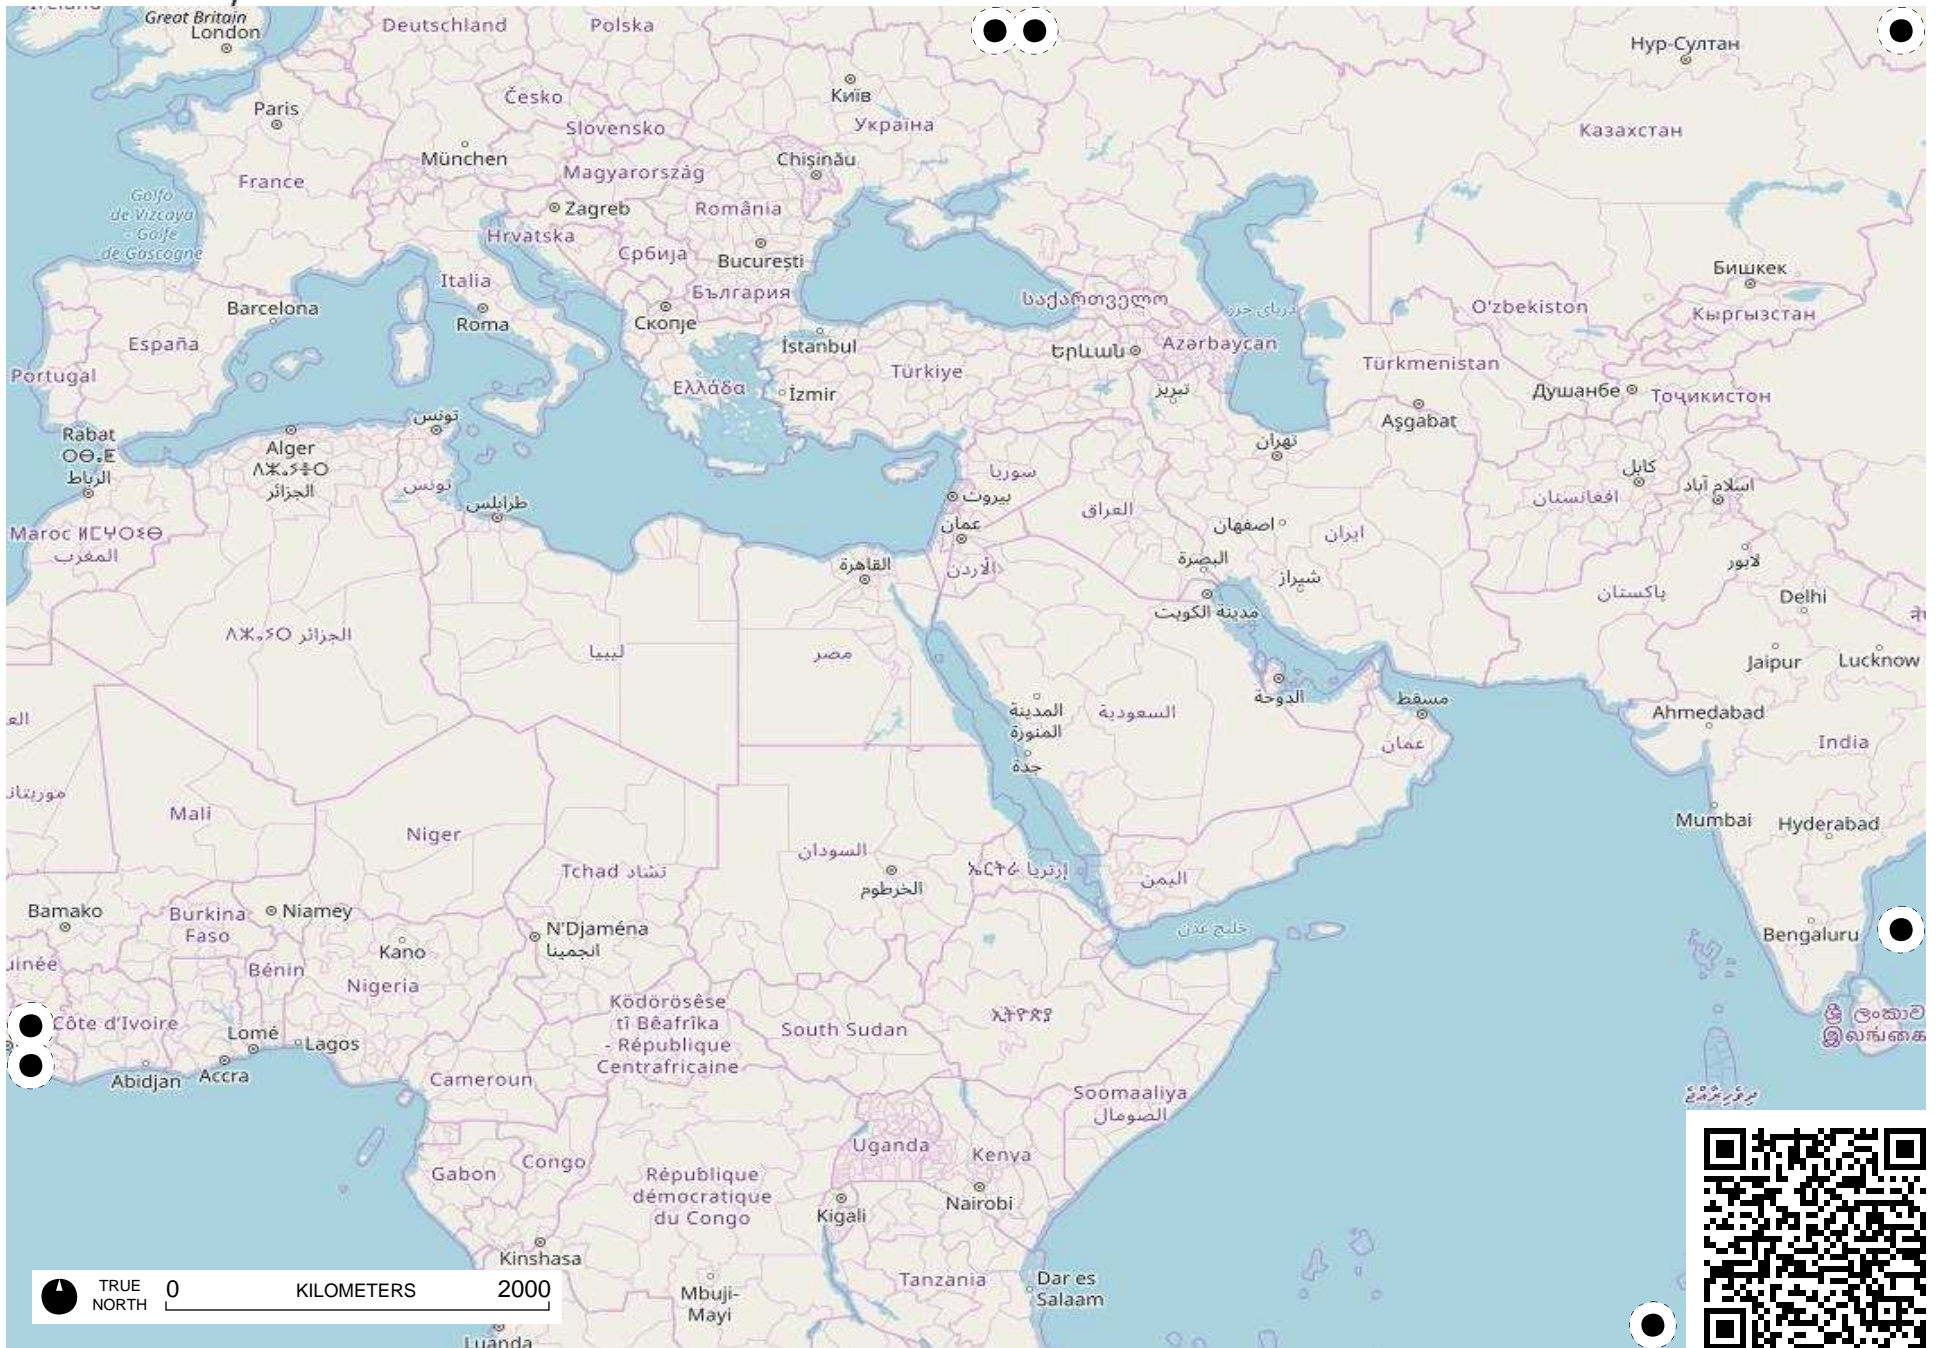 Great Britain
London
Deutschland
Polska
Нур-Султан
Paris
Česko
Київ
Україна
Казахстан
Slovensko
München
Chișinău
Magyarország
France
Golfo
de Vizcaya
- Golfe
de Gascogne
Zagreb
România
Hrvatska
Србија
București
Бишкек
Italia
България
Barcelona
Roma
Скопје
საქართველო
دریای خزر
O'zbekiston
Кыргызстан
España
İstanbul
Երևան
Azərbaycan
Portugal
Ελλάδα
Türkiye
Türkmenistan
İzmir
تبریز
Душанбе
Тоҷикистон
Aşgabat
تونس
Rabat
ⵔⴱⴰⵟ
الرباط
Alger
ⴷⵣⴰⵢⴻⵔ
الجزائر
تونس
تهران
سوريا
کابل
افغانستان
اسلام آباد
بيروت
طرابلس
العراق
عمان
اصفهان
ایران
Maroc ⵍⵎⵖⵔⵉⴱ
المغرب
القاهرة
الأردن
البصرة
شیراز
لاہور
مدينة الكويت
پاکستان
Delhi
ⴷⵣⴰⵢⵔ الجزائر
ليبيا
مصر
Jaipur
Lucknow
الدوحة
مسقط
المدينة
المنورة
السعودية
Ahmedabad
عمان
India
جدة
Mali
Niger
Mumbai
Hyderabad
Tchad تشاد
السودان
الخرطوم
ኤርትራ إرتريا
اليمن
Bamako
Burkina
Faso
Niamey
N'Djaména
انجمينا
خليج عدن
Bengaluru
Kano
Bénin
Nigeria
Ködörösêse
tî Bêafrîka
- République
Centrafricaine
South Sudan
ኢትዮጵያ
Côte d'Ivoire
Lomé
Lagos
Abidjan
Accra
Cameroun
Soomaaliya
الصومال
ދިވެހިރާއްޖެ
Uganda
Kenya
Gabon
Congo
République
démocratique
du Congo
Kigali
Nairobi
Kinshasa
Tanzania
Mbuji-
Mayi
Dar es
Salaam
TRUE
NORTH
0 KILOMETERS 2000
Luanda